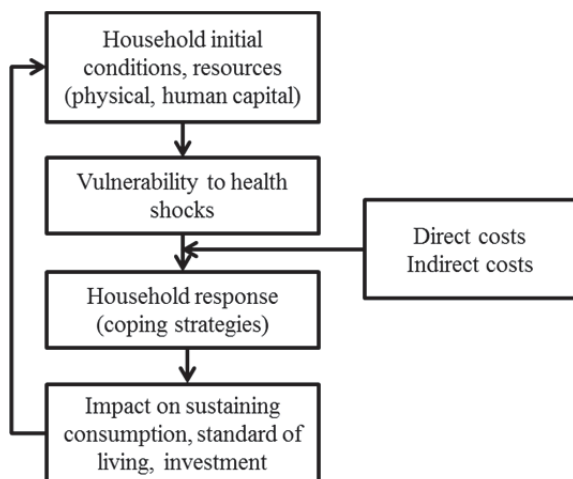 Household initial
conditions, resources
(physical, human capital)
Vulnerability to health
shocks
Direct costs
Indirect costs
Household response
(coping strategies)
Impact on sustaining
consumption, standard of
living, investment